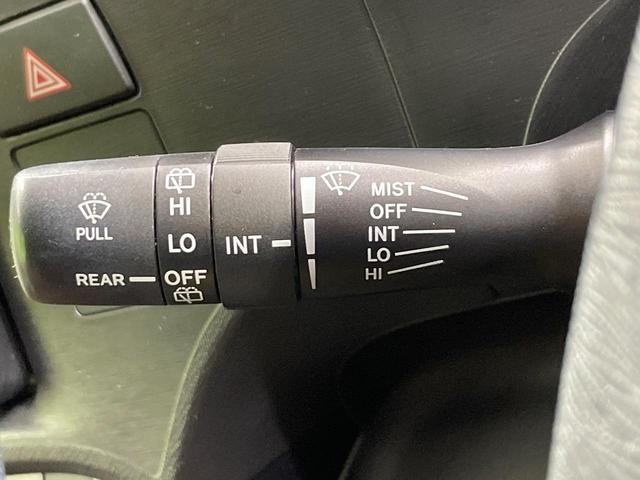 PULL
REAR
HI
LO
OFF
INT
MIST
OFF
INT
LO
HI